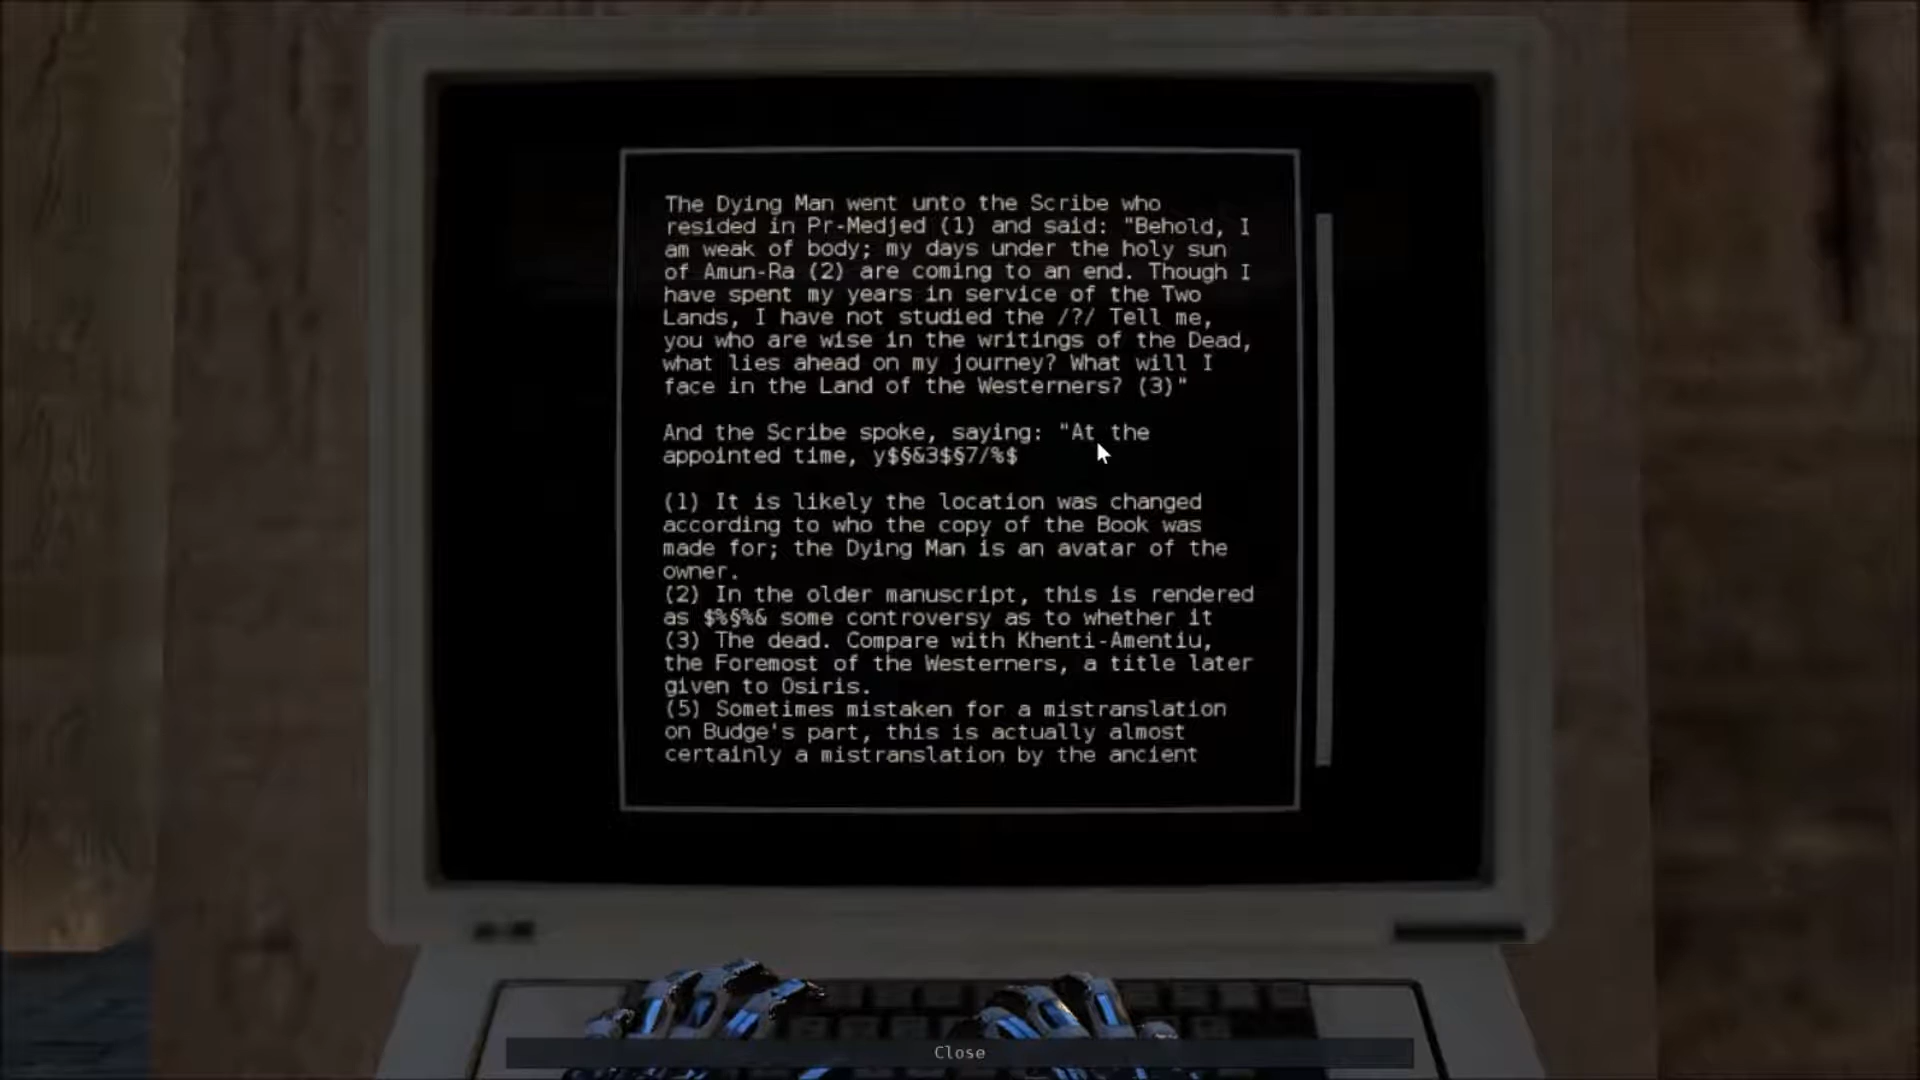 The Dying Man went unto the Scribe who
resided in Pr-Medjed (1) and said: "Behold, I
am weak of body; my days under the holy sun
of Amun-Ra (2) are coming to an end. Though I
have spent my years in service of the Two
Lands, I have not studied the /?/ Tell me,
you who are wise in the writings of the Dead,
what lies ahead on my journey? What will I
face in the Land of the Westerners? (3)"
And the Scribe spoke, saying: "At the
appointed time, y$§&3$§7/%$
(1) It is likely the location was changed
according to who the copy of the Book was
made for; the Dying Man is an avatar of the
owner.
(2) In the older manuscript, this is rendered
as $%§%& some controversy as to whether it
(3) The dead. Compare with Khenti-Amentiu,
the Foremost of the Westerners, a title later
given to Osiris.
(5) Sometimes mistaken for a mistranslation
on Budge's part, this is actually almost
certainly a mistranslation by the ancient
Close